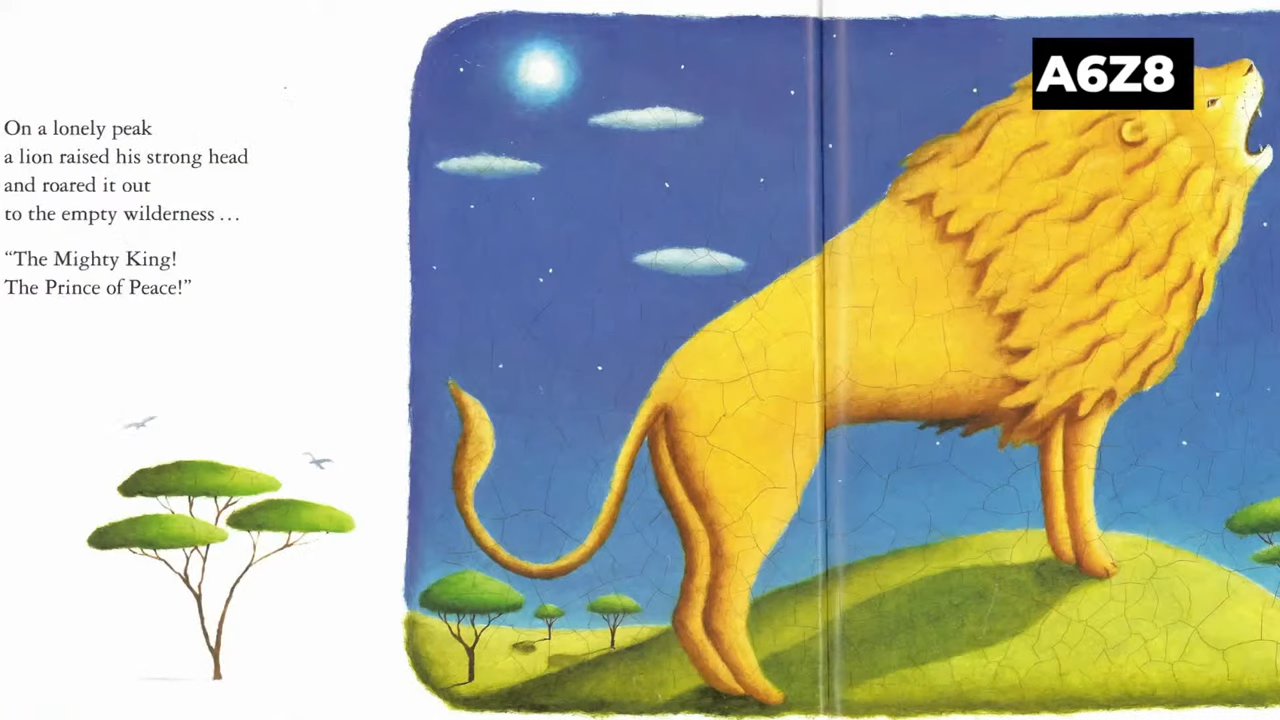 On a lonely peak
a lion raised his strong head
and roared it out
to the empty wilderness ...
“The Mighty King!
The Prince of Peace!”
A6Z8